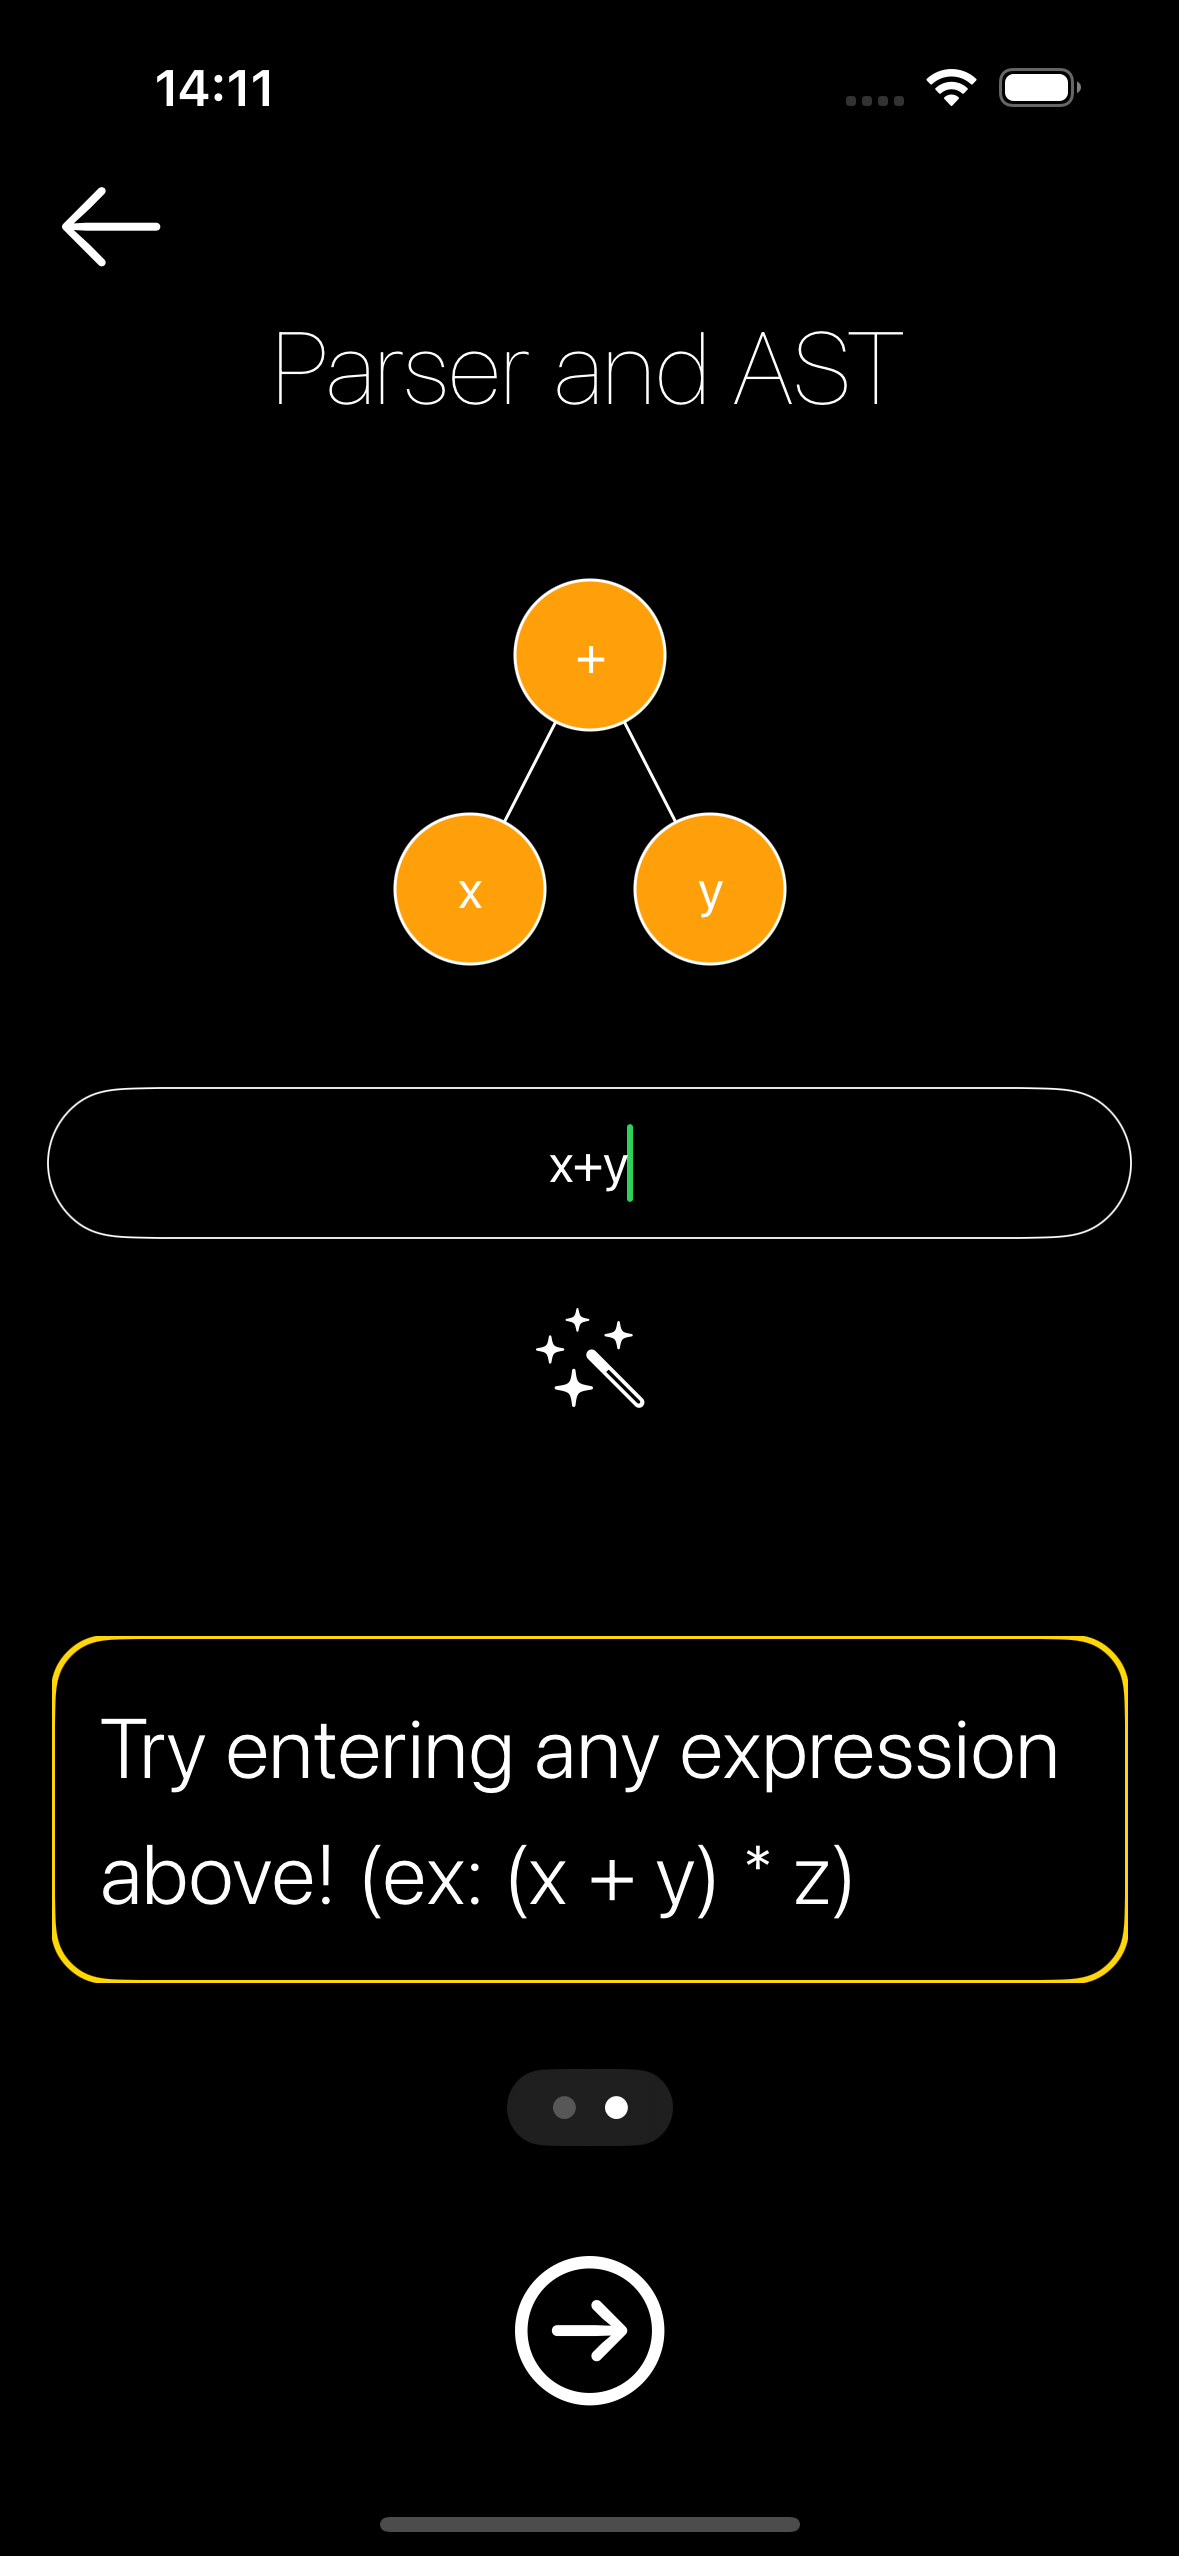 14:11
Parser and AST
+
x
y
x+y
Try entering any expression
above! (ex: (x + y) * z)